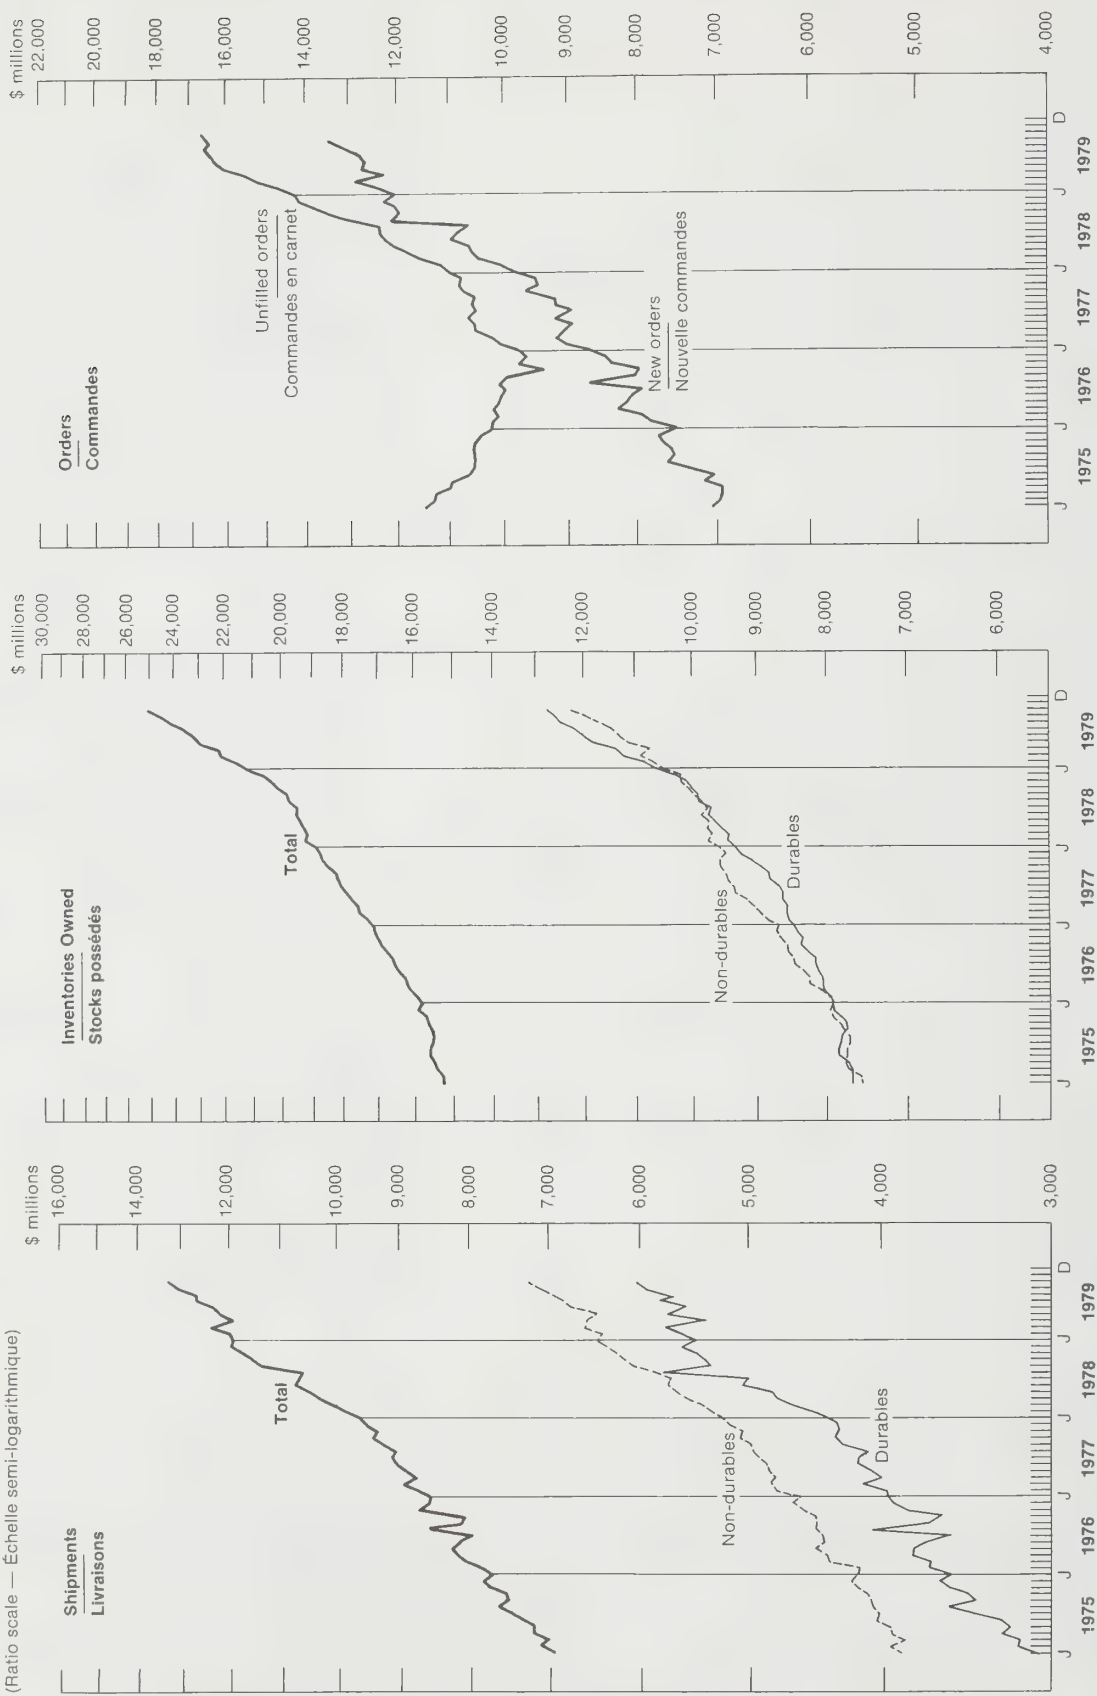 (Ratio scale — Échelle semi-logarithmique)
Shipments
Livraisons
$ millions
16,000
14,000
12,000
10,000
9,000
8,000
7,000
6,000
5,000
4,000
3,000
Total
Non-durables
Durables
J
1975
J
1976
J
1977
J
1978
J
1979
D
Inventories Owned
Stocks possédés
$ millions
30,000
28,000
26,000
24,000
22,000
20,000
18,000
16,000
14,000
12,000
10,000
9,000
8,000
7,000
6,000
Total
Non-durables
Durables
J
1975
J
1976
J
1977
J
1978
J
1979
D
Orders
Commandes
$ millions
22.000
20,000
18,000
16,000
14,000
12,000
10,000
9,000
8,000
7,000
6,000
5,000
4,000
Unfilled orders
Commandes en carnet
New orders
Nouvelle commandes
J
1975
J
1976
J
1977
J
1978
J
1979
D